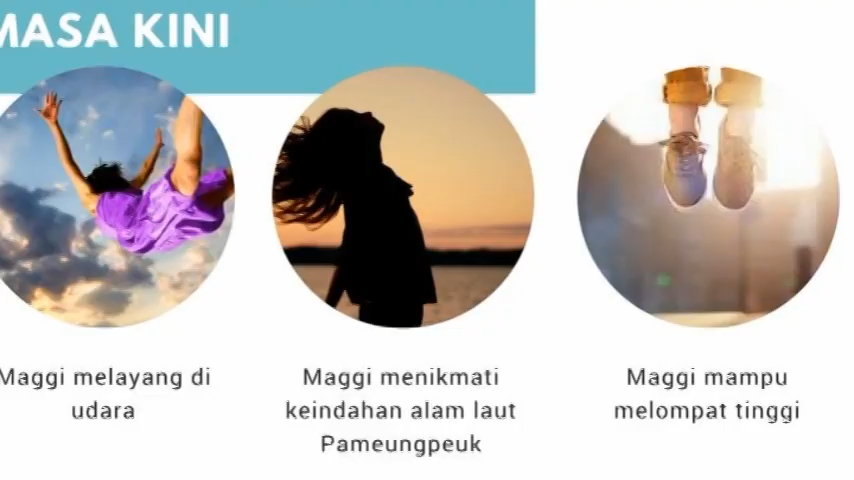 MASA KINI
Maggi melayang di
udara
Maggi menikmati
keindahan alam laut
Pameungpeuk
Maggi mampu
melompat tinggi